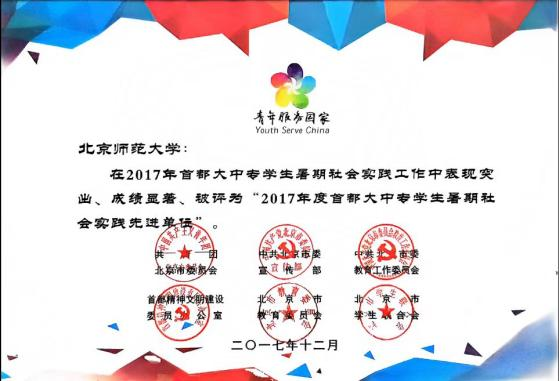 青年服务国家
Youth Serve China
北京师范大学：
在2017年首都大中专学生暑期社会实践工作中表现突
出、成绩显著、被评为“2017年度首都大中专学生暑期社
会实践先进单位”。
共青团 中共北京市委 中共北京市委
北京市委员会 宣传部 教育工作委员会
首都精神文明建设 北京市 北京市
委员会办公室 教育委员会 学生联合会
二〇一七年十二月